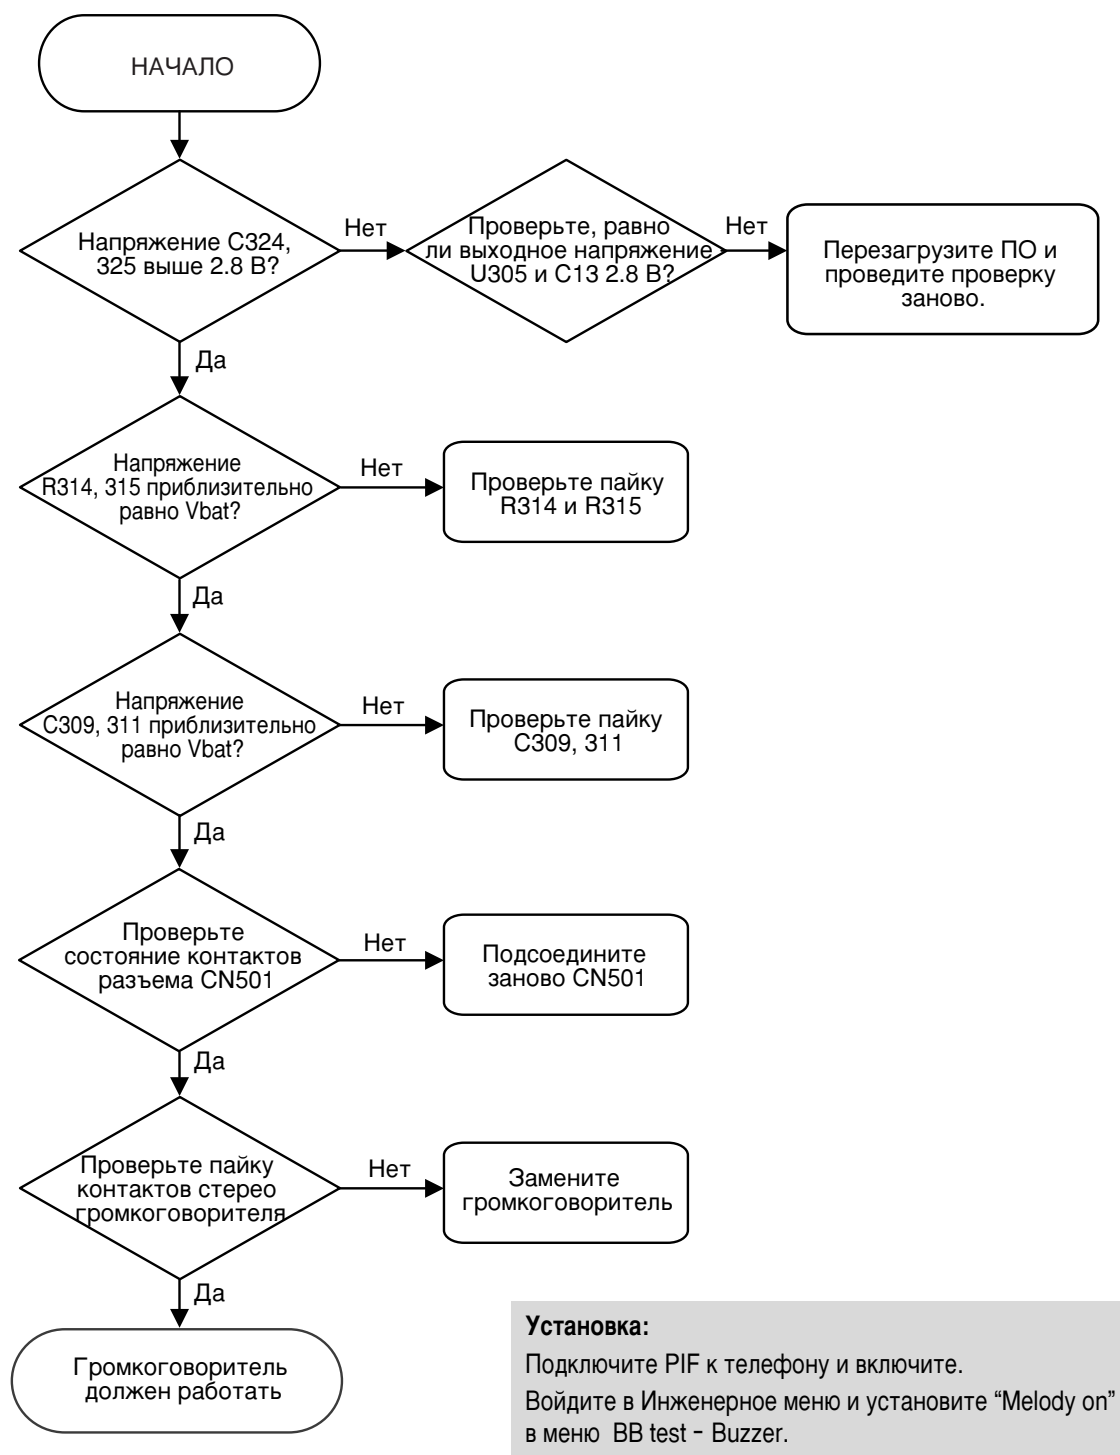 НАЧАЛО
Напряжение C324,
325 выше 2.8 В?
Нет
Проверьте, равно
ли выходное напряжение
U305 и C13 2.8 В?
Нет
Перезагрузите ПО и
проведите проверку
заново.
Да
Напряжение
R314, 315 приблизительно
равно Vbat?
Нет
Проверьте пайку
R314 и R315
Да
Напряжение
C309, 311 приблизительно
равно Vbat?
Нет
Проверьте пайку
C309, 311
Да
Проверьте
состояние контактов
разъема CN501
Нет
Подсоедините
заново CN501
Да
Проверьте пайку
контактов стерео
громкоговорителя
Нет
Замените
громкоговоритель
Да
Громкоговоритель
должен работать
Установка:
Подключите PIF к телефону и включите.
Войдите в Инженерное меню и установите “Melody on”
в меню BB test - Buzzer.